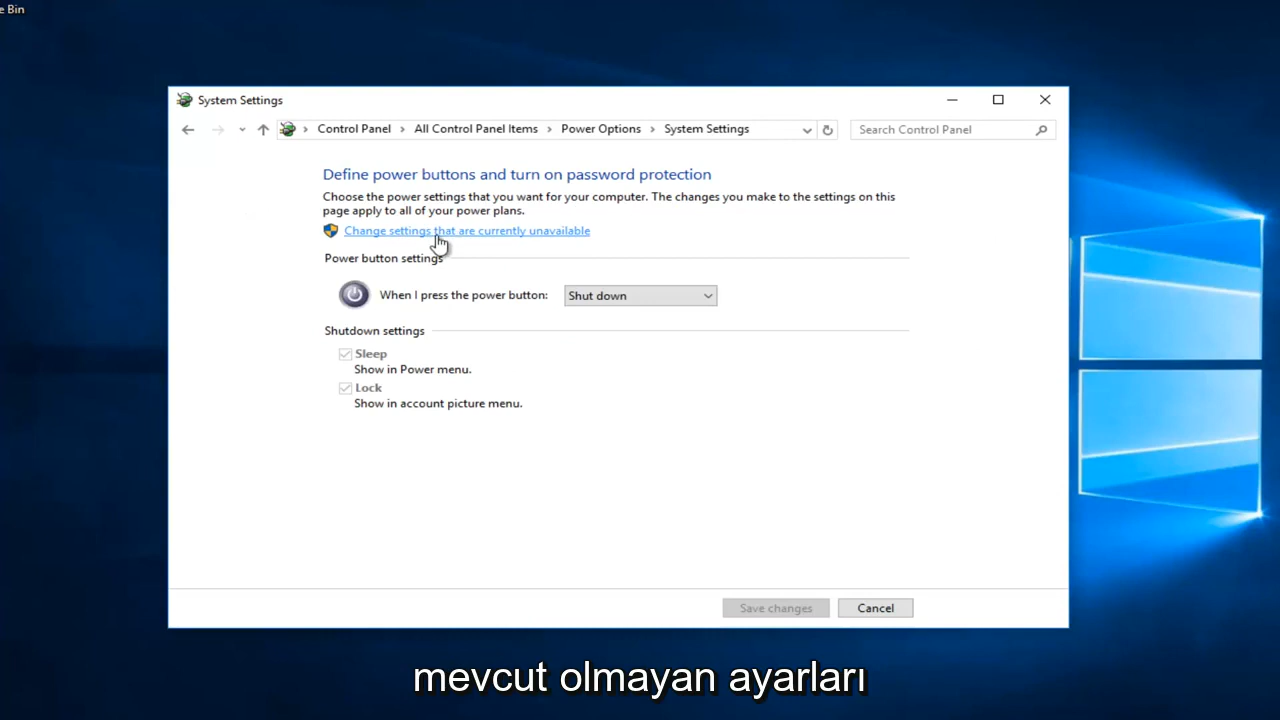 e Bin
System Settings
Control Panel > All Control Panel Items > Power Options > System Settings
Search Control Panel
Define power buttons and turn on password protection
Choose the power settings that you want for your computer. The changes you make to the settings on this
page apply to all of your power plans.
Change settings that are currently unavailable
Power button settings
When I press the power button: Shut down
Shutdown settings
Sleep
Show in Power menu.
Lock
Show in account picture menu.
Save changes Cancel
mevcut olmayan ayarları